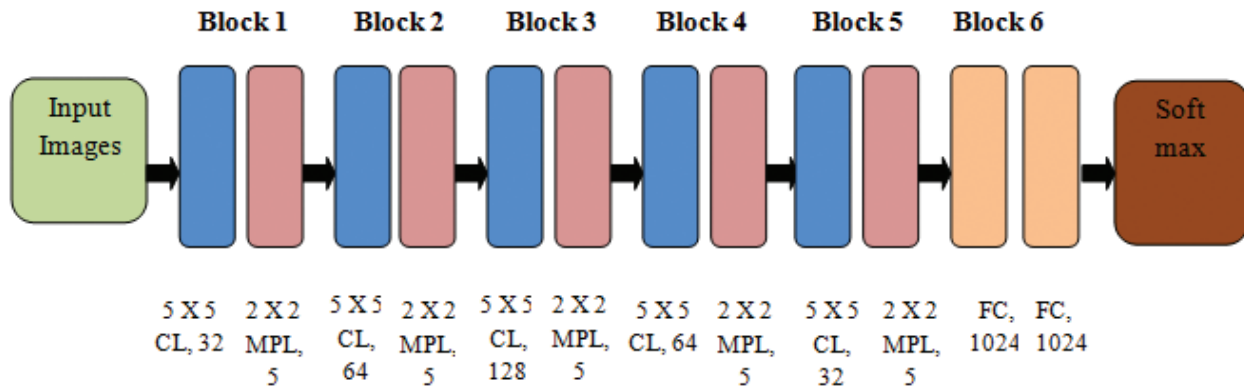 Block 1 Block 2 Block 3 Block 4 Block 5 Block 6
Input
Images
Soft
max
5 X 5
CL, 32
2 X 2
MPL,
5
5 X 5
CL,
64
2 X 2
MPL,
5
5 X 5
CL,
128
2 X 2
MPL,
5
5 X 5
CL, 64
2 X 2
MPL,
5
5 X 5
CL,
32
2 X 2
MPL,
5
FC,
1024
FC,
1024